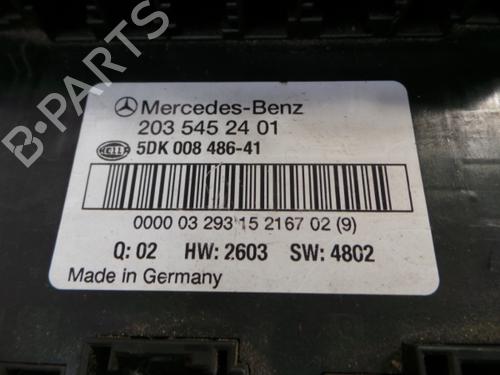 Mercedes-Benz
203 545 24 01
HELLA 5DK 008 486-41
0000 03 293 15 2167 02 (9)
Q: 02 HW: 2603 SW: 4802
Made in Germany
B-PARTS